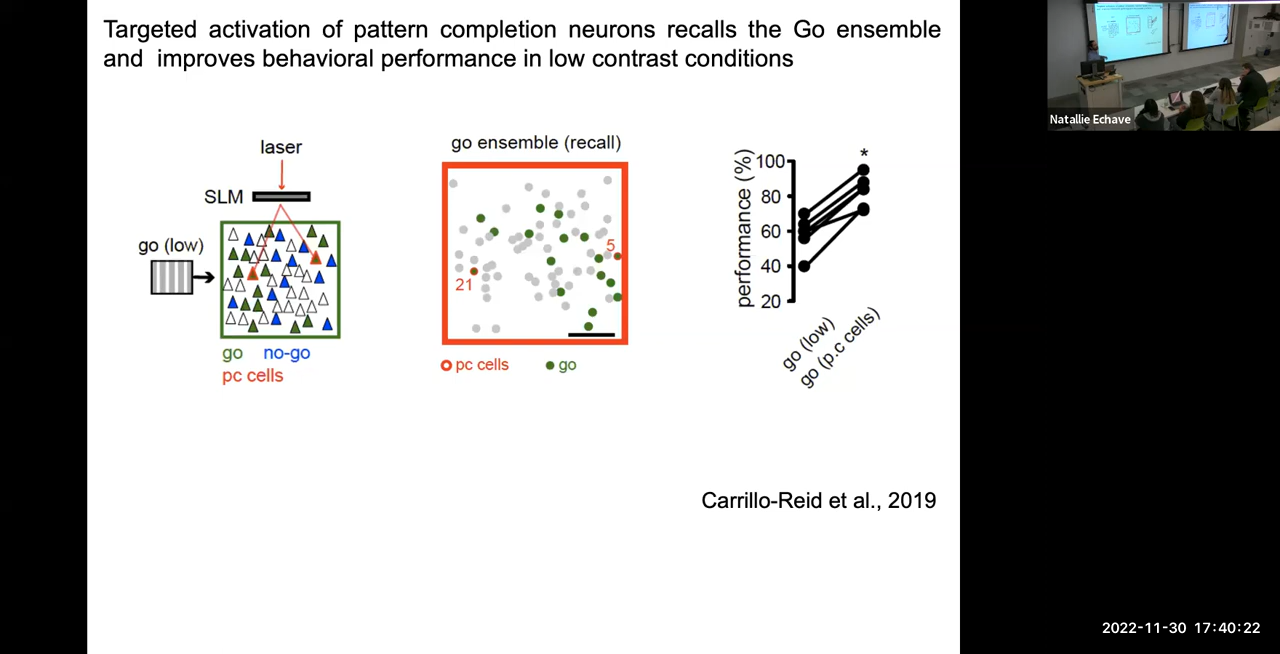 Targeted activation of pattern completion neurons recalls the Go ensemble
and improves behavioral performance in low contrast conditions
laser
SLM
go (low)
go no-go
pc cells
go ensemble (recall)
5
21
pc cells go
*
performance (%)
100
80
60
40
20
go (low)
go (p.c cells)
Carrillo-Reid et al., 2019
Natallie Echave
2022-11-30 17:40:22